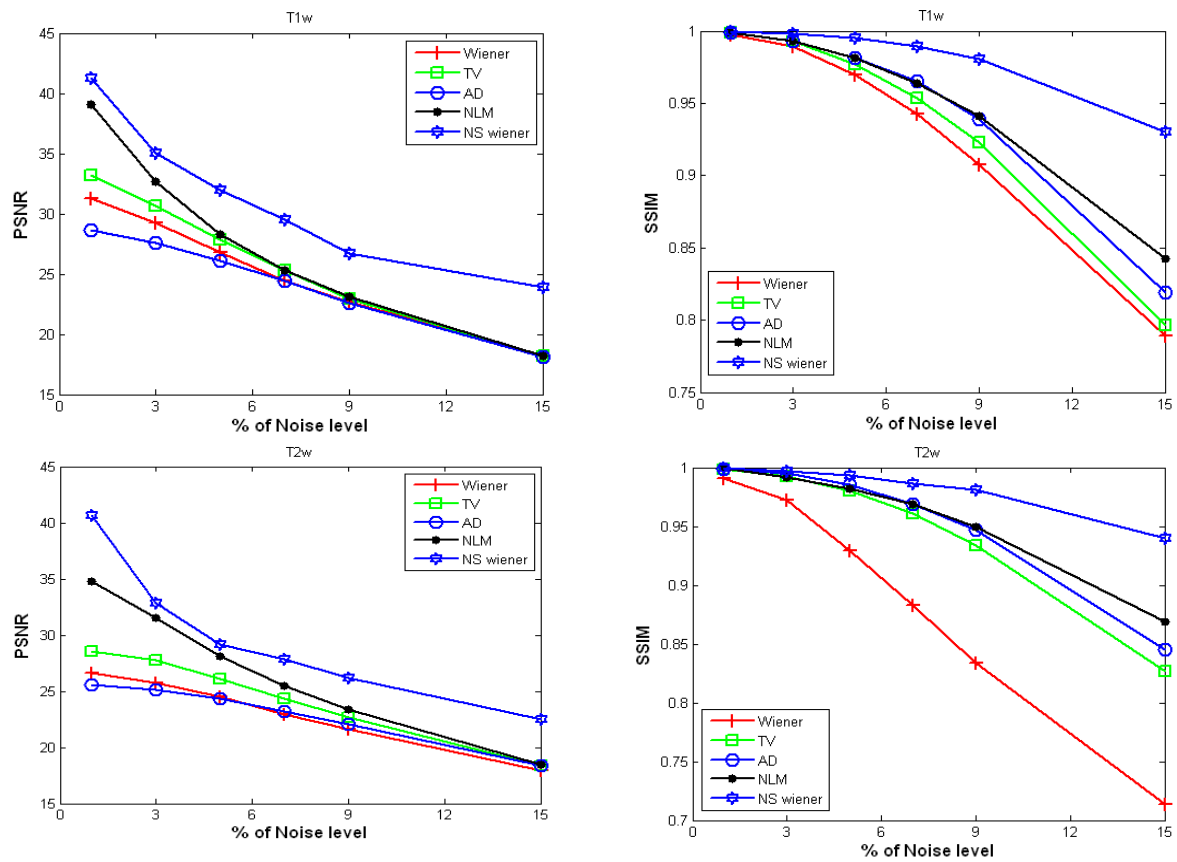 T1w
PSNR
45
40
35
30
25
20
15
0 3 6 9 12 15
% of Noise level
Wiener
TV
AD
NLM
NS wiener
T1w
SSIM
1
0.95
0.9
0.85
0.8
0.75
0 3 6 9 12 15
% of Noise level
Wiener
TV
AD
NLM
NS wiener
T2w
PSNR
45
40
35
30
25
20
15
0 3 6 9 12 15
% of Noise level
Wiener
TV
AD
NLM
NS wiener
T2w
SSIM
1
0.95
0.9
0.85
0.8
0.75
0.7
0 3 6 9 12 15
% of Noise level
Wiener
TV
AD
NLM
NS wiener